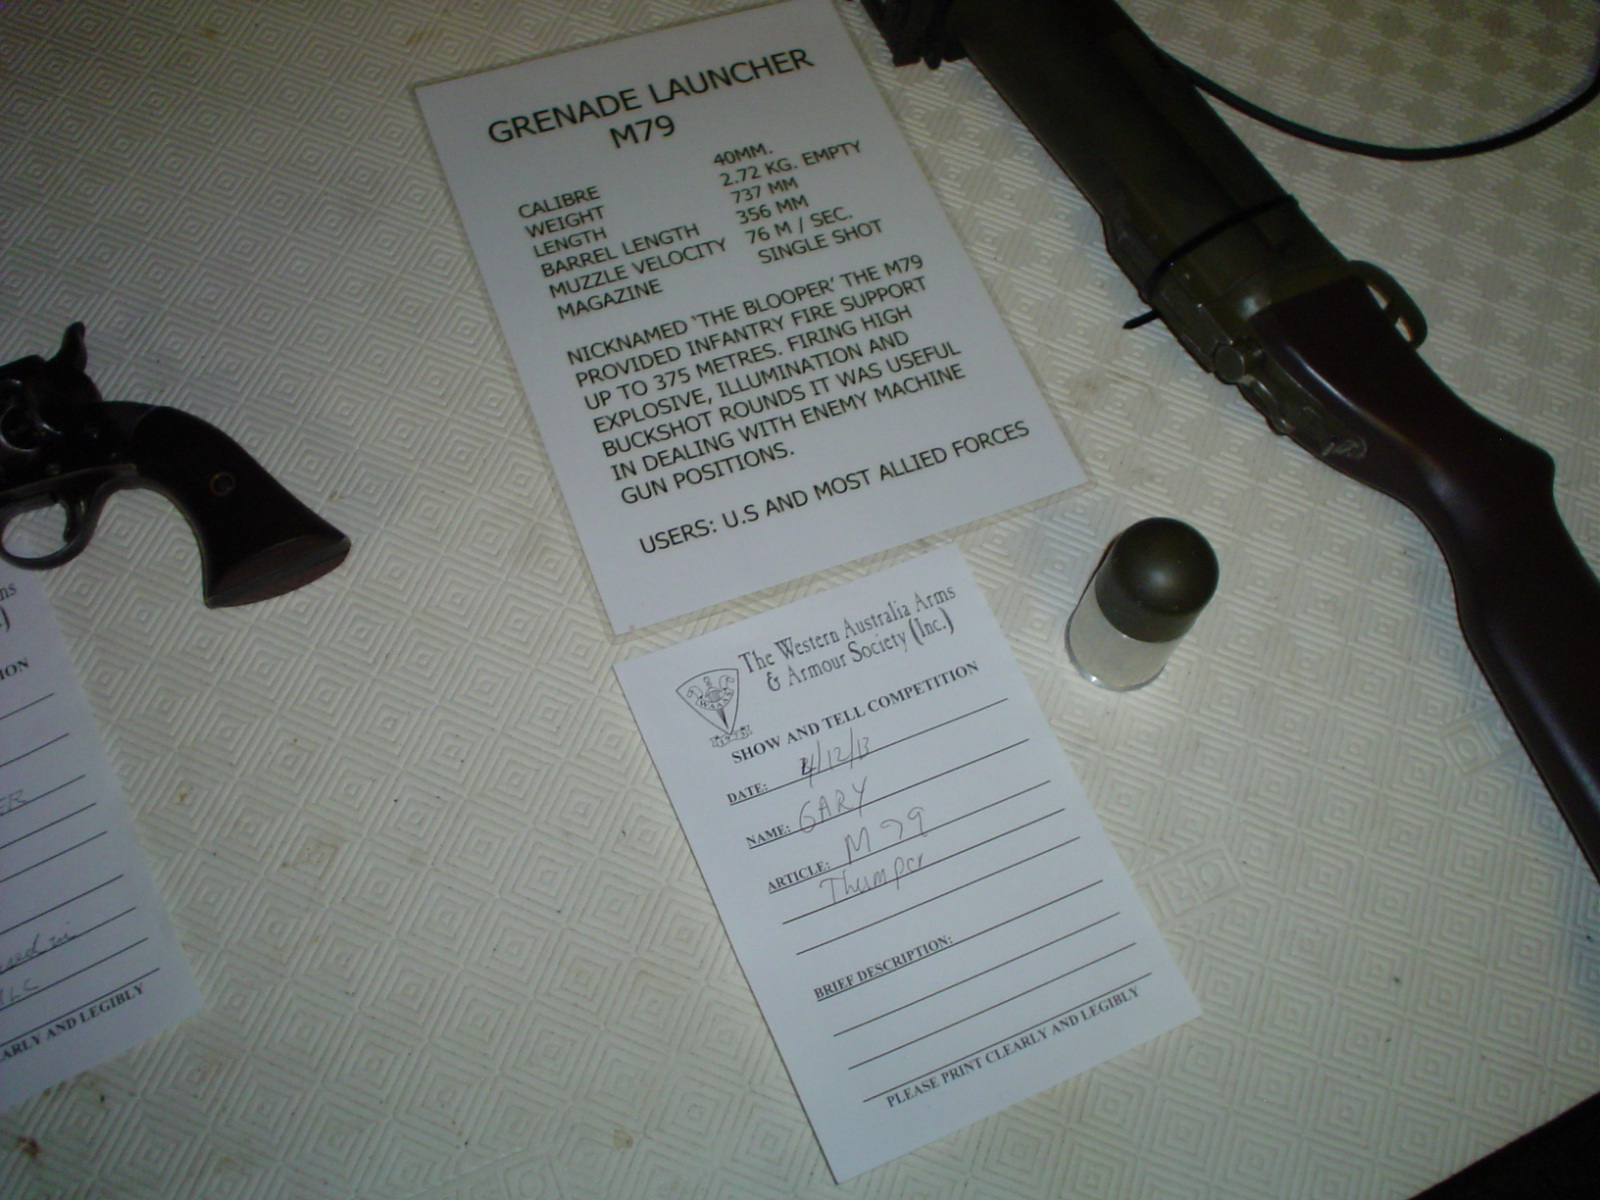 GRENADE LAUNCHER
M79
CALIBRE 40MM.
WEIGHT 2.72 KG. EMPTY
LENGTH 737 MM
BARREL LENGTH 356 MM
MUZZLE VELOCITY 76 M / SEC.
MAGAZINE SINGLE SHOT
NICKNAMED 'THE BLOOPER' THE M79
PROVIDED INFANTRY FIRE SUPPORT
UP TO 375 METRES. FIRING HIGH
EXPLOSIVE, ILLUMINATION AND
BUCKSHOT ROUNDS IT WAS USEFUL
IN DEALING WITH ENEMY MACHINE
GUN POSITIONS.
USERS: U.S AND MOST ALLIED FORCES
The Western Australia Arms
& Armour Society (Inc.)
SHOW AND TELL COMPETITION
DATE: 4/12/13
NAME: GARY
ARTICLE: M79
Thumper
BRIEF DESCRIPTION:
PLEASE PRINT CLEARLY AND LEGIBLY
AND LEGIBLY